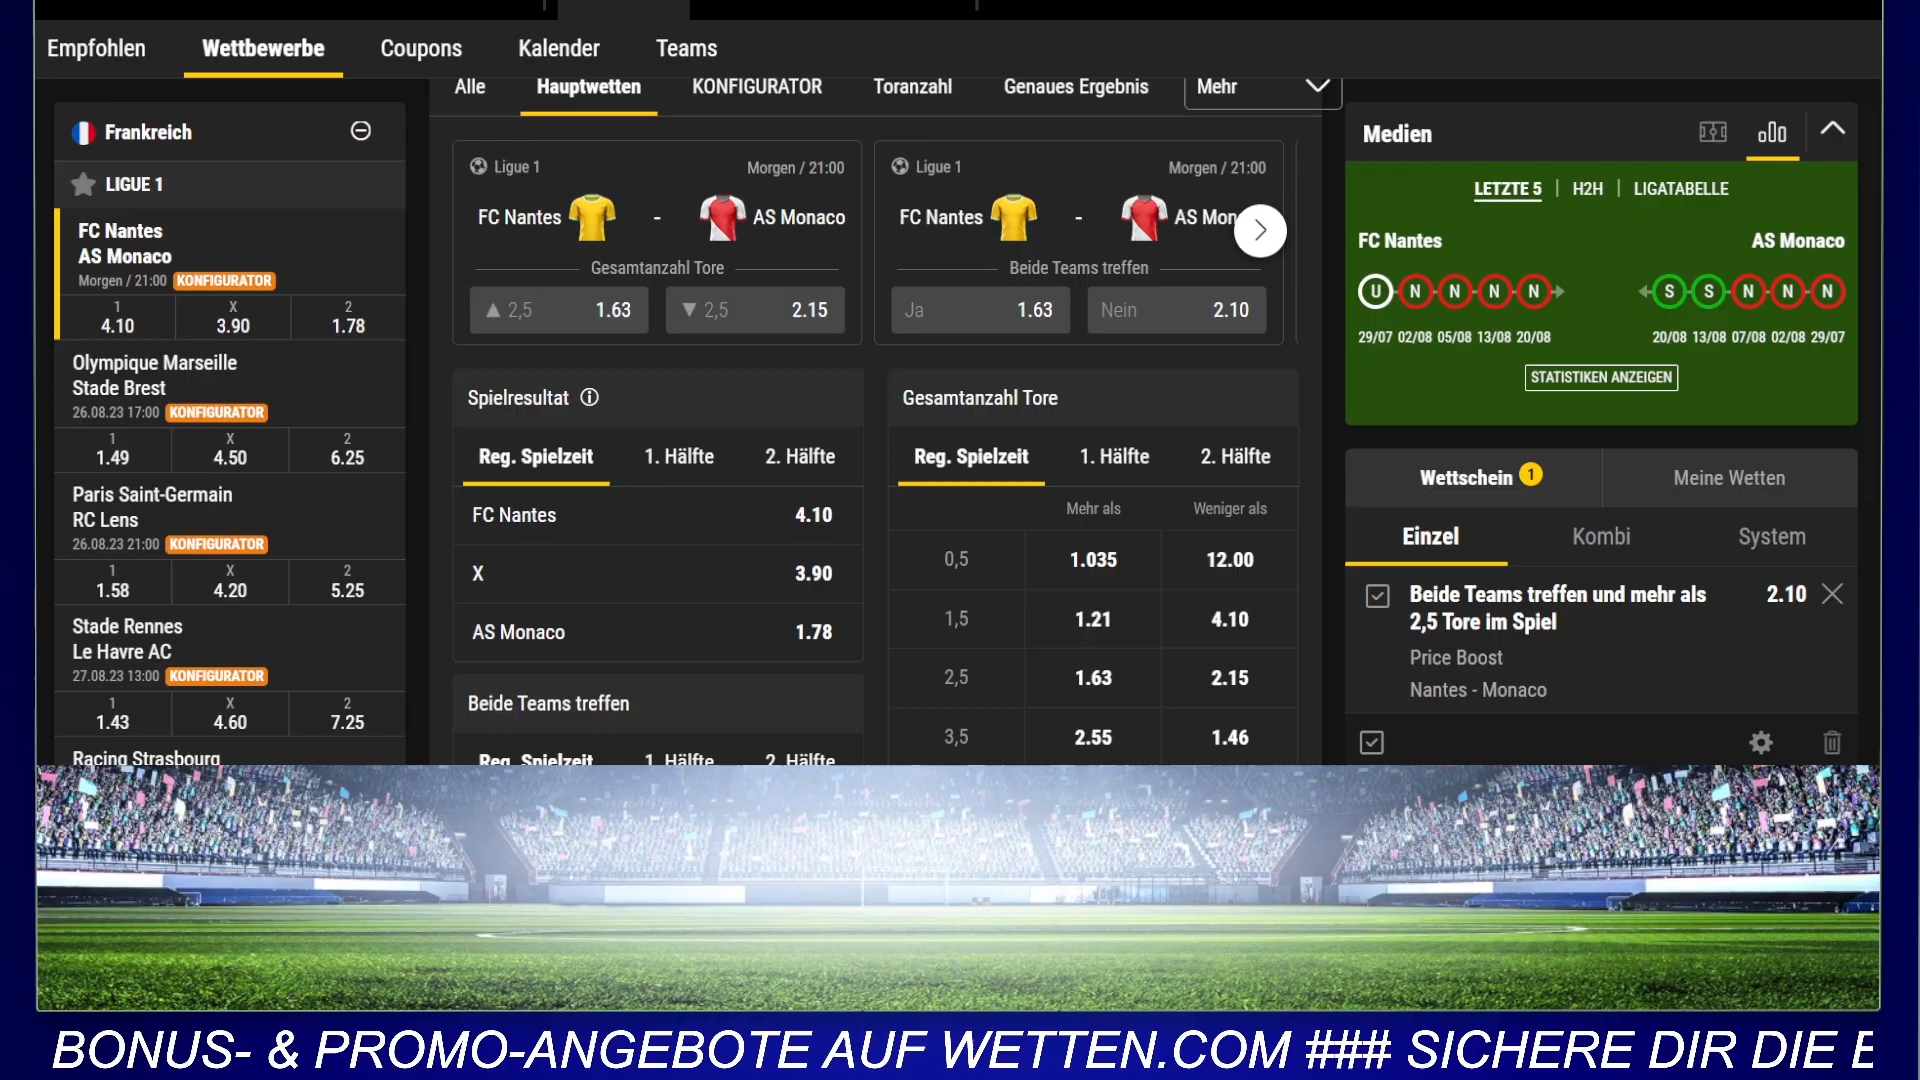 Empfohlen
Wettbewerbe
Coupons
Kalender
Teams
Frankreich
LIGUE 1
FC Nantes
AS Monaco
Morgen / 21:00 KONFIGURATOR
1 X 2
4.10 3.90 1.78
Olympique Marseille
Stade Brest
26.08.23 17:00 KONFIGURATOR
1 X 2
1.49 4.50 6.25
Paris Saint-Germain
RC Lens
26.08.23 21:00 KONFIGURATOR
1 X 2
1.58 4.20 5.25
Stade Rennes
Le Havre AC
27.08.23 13:00 KONFIGURATOR
1 X 2
1.43 4.60 7.25
Racing Strasbourg
Alle
Hauptwetten
KONFIGURATOR
Toranzahl
Genaues Ergebnis
Mehr
Ligue 1 Morgen / 21:00
FC Nantes - AS Monaco
Gesamtanzahl Tore
2,5 1.63 2,5 2.15
Ligue 1 Morgen / 21:00
FC Nantes - AS Mon
Beide Teams treffen
Ja 1.63 Nein 2.10
Spielresultat
Reg. Spielzeit 1. Hälfte 2. Hälfte
FC Nantes 4.10
X 3.90
AS Monaco 1.78
Beide Teams treffen
Reg. Spielzeit 1. Hälfte 2. Hälfte
Gesamtanzahl Tore
Reg. Spielzeit 1. Hälfte 2. Hälfte
Mehr als Weniger als
0,5 1.035 12.00
1,5 1.21 4.10
2,5 1.63 2.15
3,5 2.55 1.46
Medien
LETZTE 5 | H2H | LIGATABELLE
FC Nantes AS Monaco
U N N N N S S N N N
29/07 02/08 05/08 13/08 20/08 20/08 13/08 07/08 02/08 29/07
STATISTIKEN ANZEIGEN
Wettschein 1 Meine Wetten
Einzel Kombi System
Beide Teams treffen und mehr als 2.10
2,5 Tore im Spiel
Price Boost
Nantes - Monaco
BONUS- & PROMO-ANGEBOTE AUF WETTEN.COM ### SICHERE DIR DIE